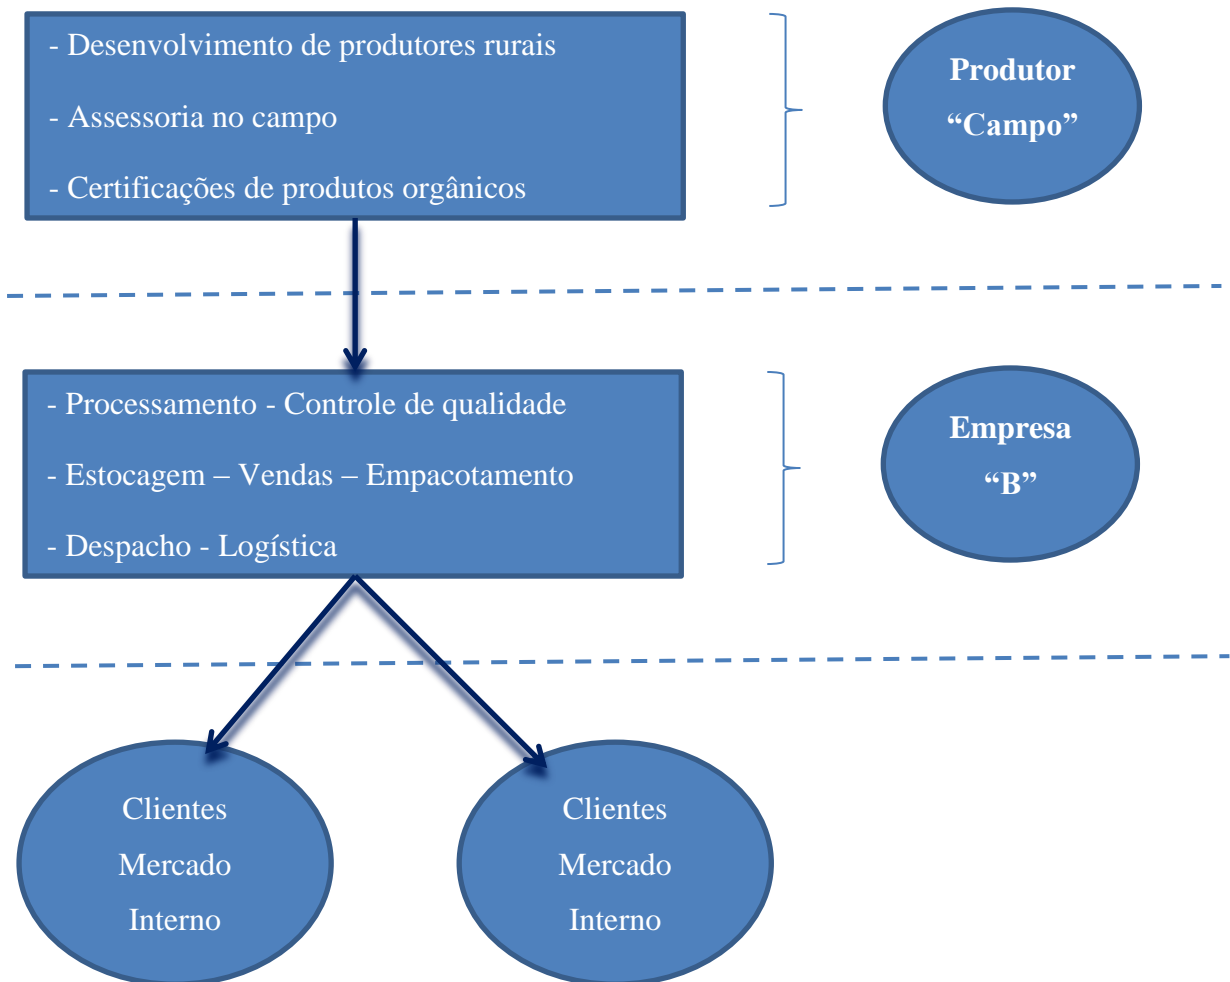 - Desenvolvimento de produtores rurais
- Assessoria no campo
- Certificações de produtos orgânicos
Produtor
“Campo”
- Processamento - Controle de qualidade
- Estocagem – Vendas – Empacotamento
- Despacho - Logística
Empresa
“B”
Clientes
Mercado
Interno
Clientes
Mercado
Interno